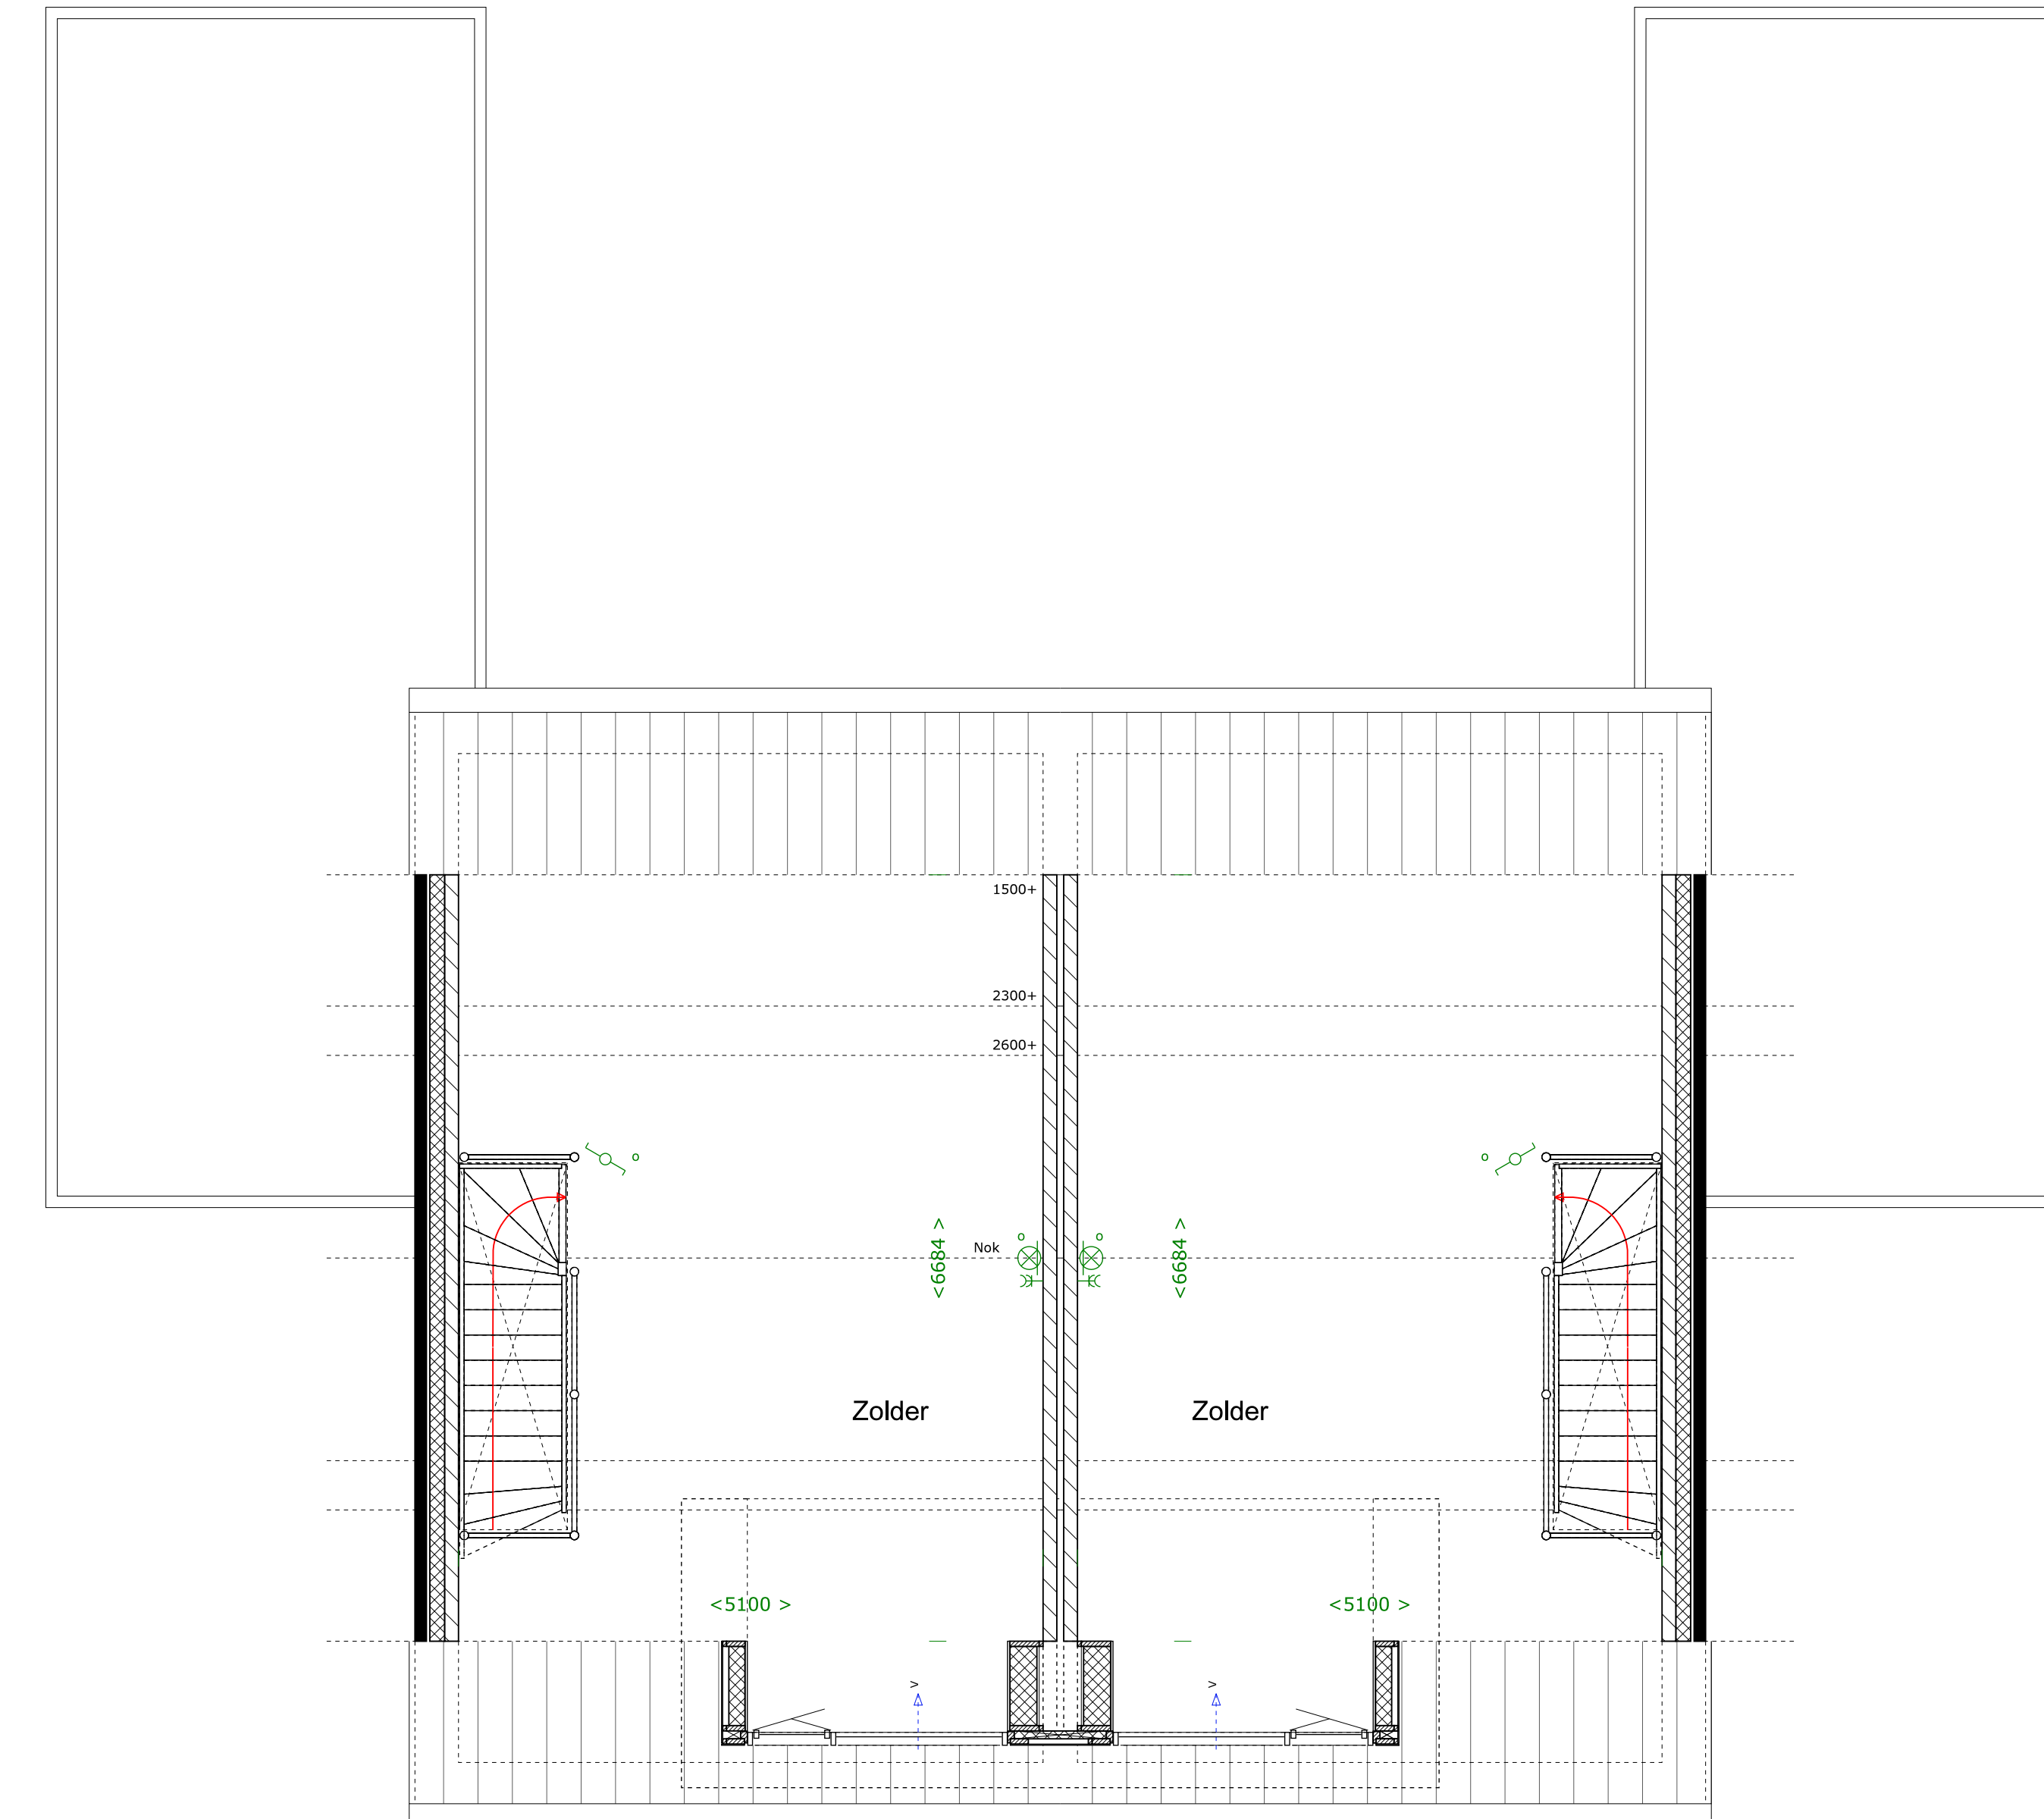 1500+
2300+
2600+
o
o
o
o
Nok
<6684 >
<6684 >
Zolder
Zolder
<5100 >
<5100 >
v
v